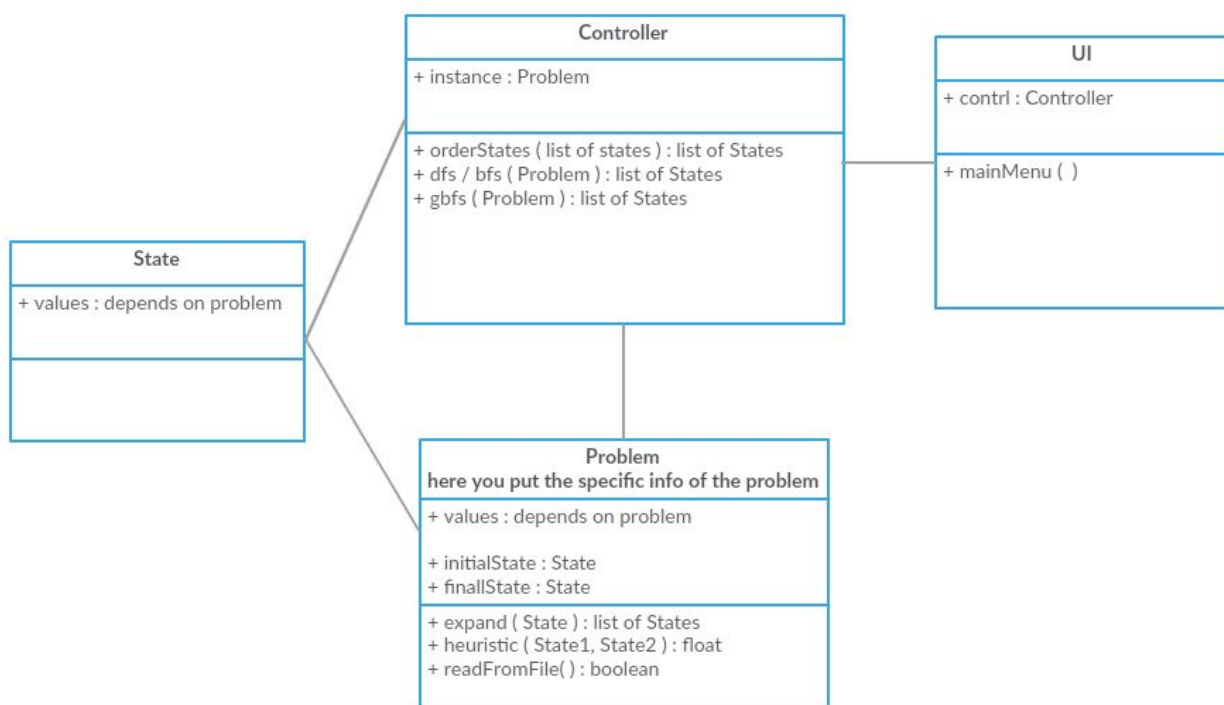 Controller
+ instance : Problem
+ orderStates ( list of states ) : list of States
+ dfs / bfs ( Problem ) : list of States
+ gbfs ( Problem ) : list of States
UI
+ contrl : Controller
+ mainMenu ( )
State
+ values : depends on problem
Problem
here you put the specific info of the problem
+ values : depends on problem
+ initialState : State
+ finallState : State
+ expand ( State ) : list of States
+ heuristic ( State1, State2 ) : float
+ readFromFile( ) : boolean